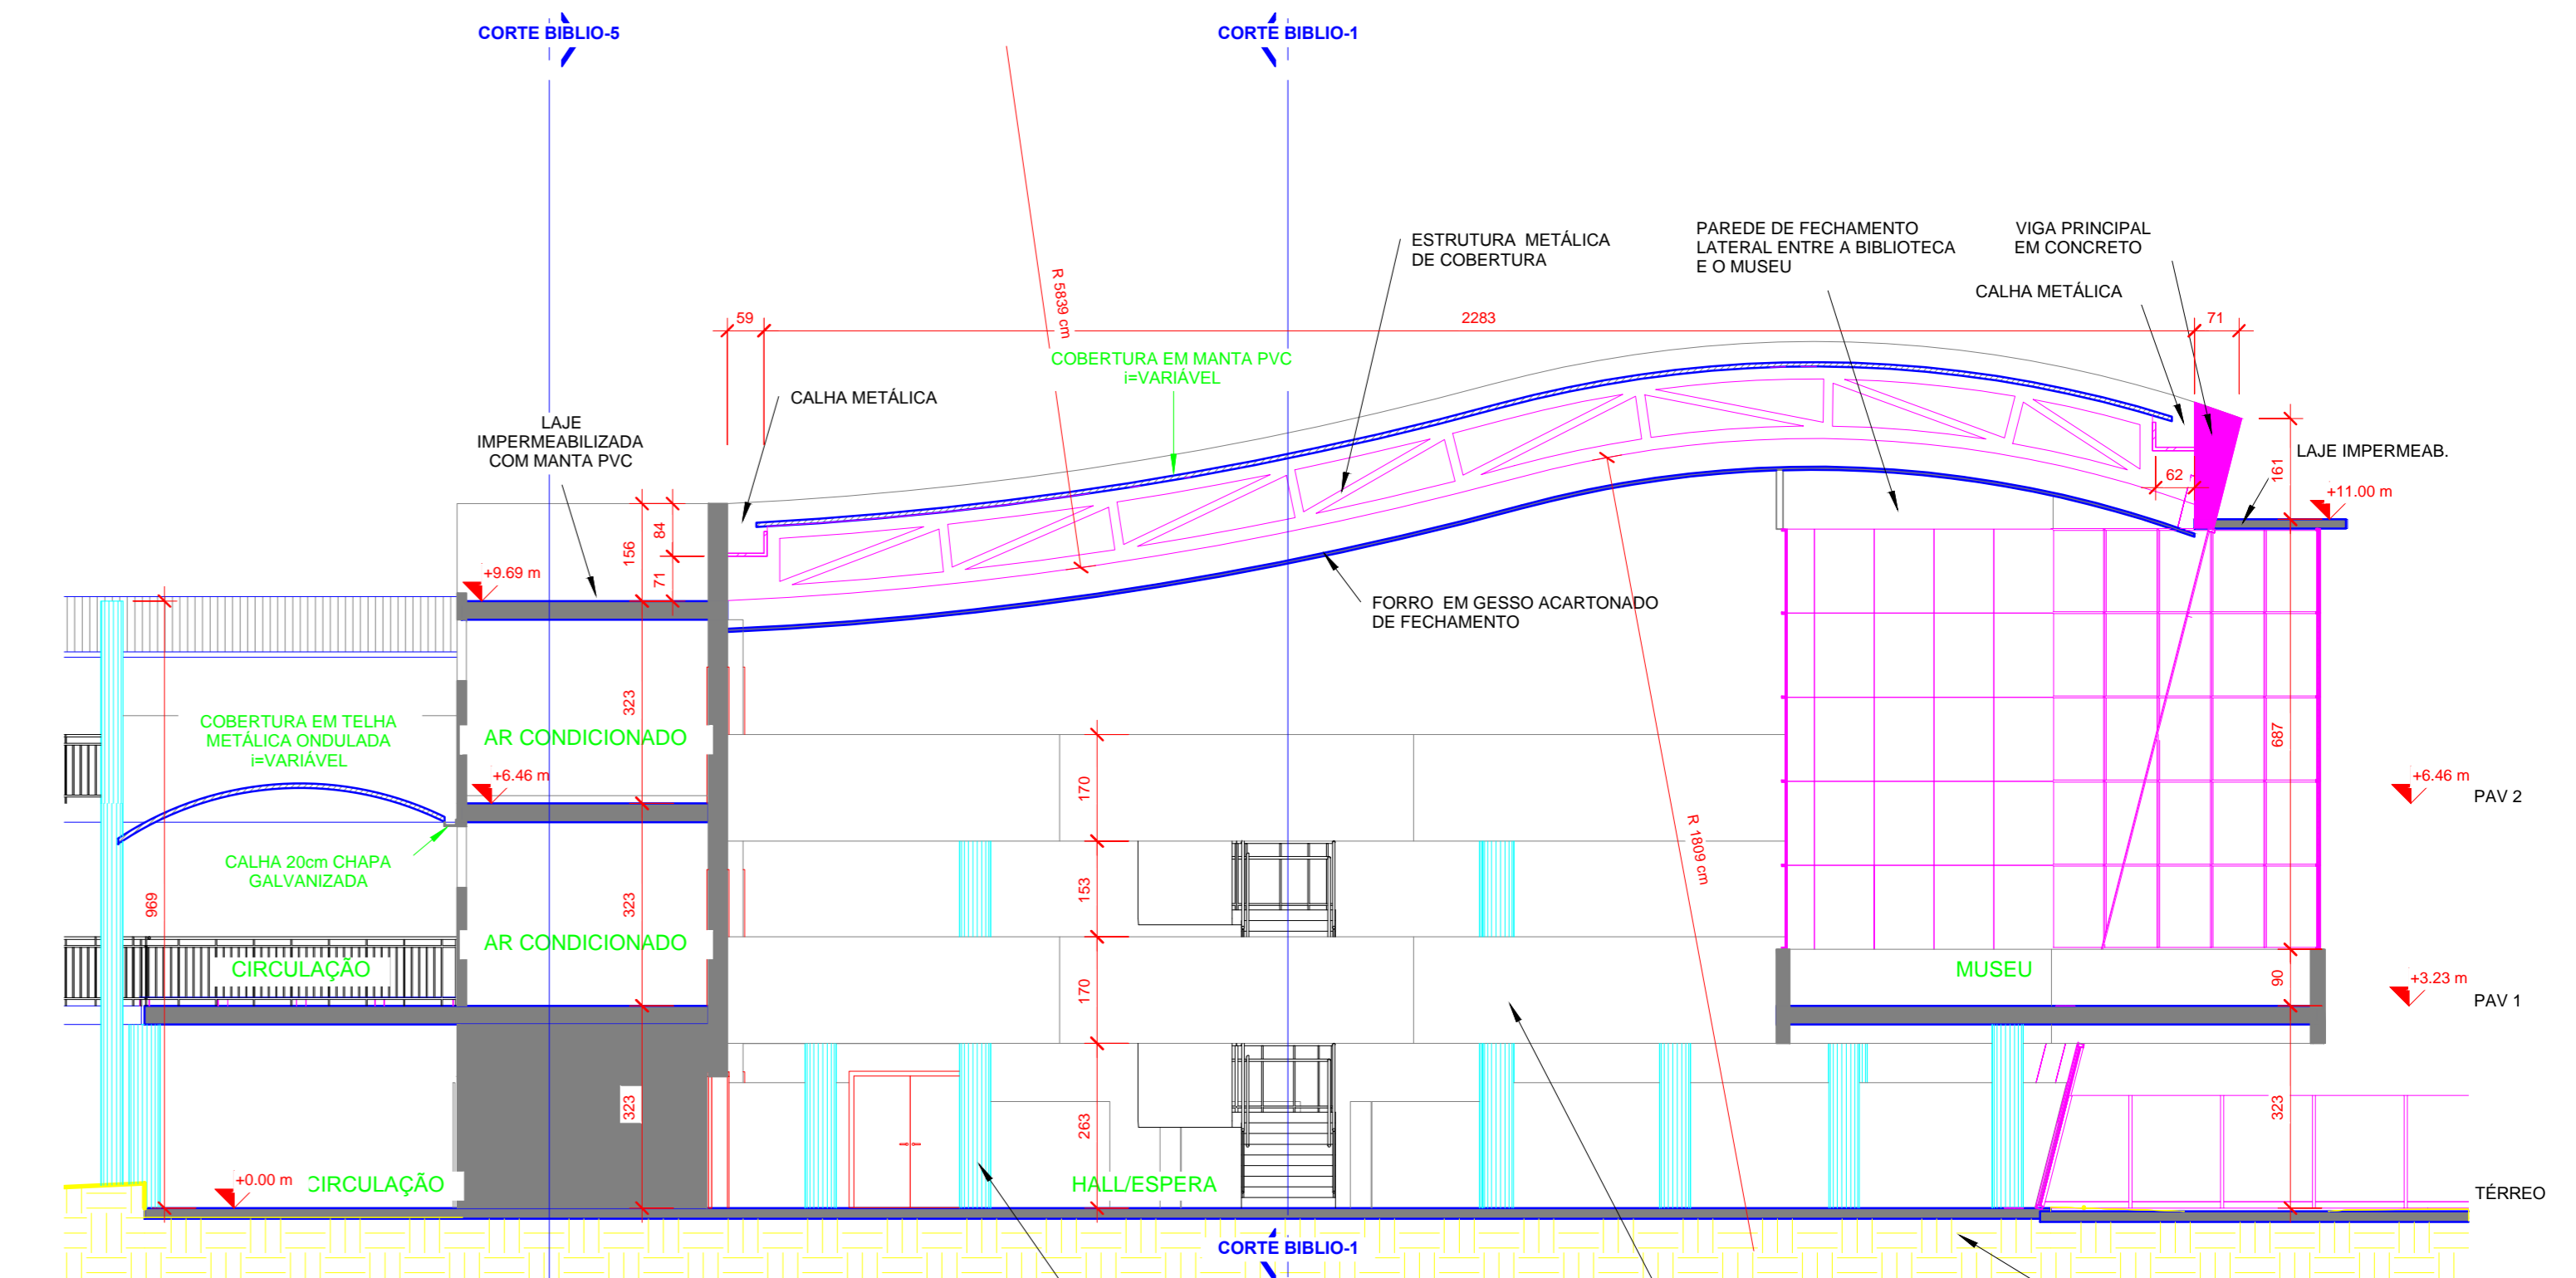 CORTE BIBLIO-5
CORTE BIBLIO-1
R 5839 cm
ESTRUTURA METÁLICA
DE COBERTURA
PAREDE DE FECHAMENTO
LATERAL ENTRE A BIBLIOTECA
E O MUSEU
VIGA PRINCIPAL
EM CONCRETO
CALHA METÁLICA
59
2283
71
COBERTURA EM MANTA PVC
i=VARIÁVEL
CALHA METÁLICA
LAJE
IMPERMEABILIZADA
COM MANTA PVC
LAJE IMPERMEAB.
62
161
+11.00 m
84
156
71
+9.69 m
FORRO EM GESSO ACARTONADO
DE FECHAMENTO
323
COBERTURA EM TELHA
METÁLICA ONDULADA
i=VARIÁVEL
AR CONDICIONADO
687
+6.46 m
+6.46 m
PAV 2
170
R 1809 cm
CALHA 20cm CHAPA
GALVANIZADA
969
323
153
AR CONDICIONADO
CIRCULAÇÃO
MUSEU
170
90
+3.23 m
PAV 1
323
263
323
+0.00 m
CIRCULAÇÃO
HALL/ESPERA
TÉRREO
CORTE BIBLIO-1